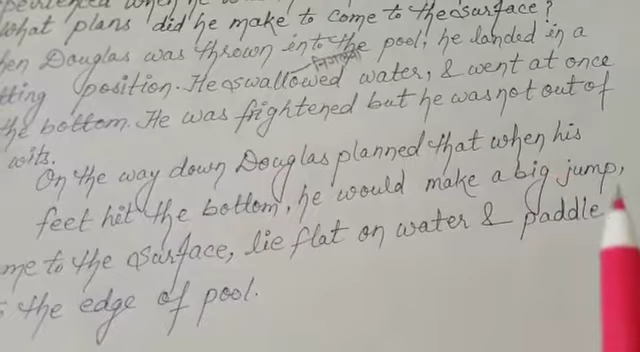 what plans did he make to come to the surface?
Douglas was thrown into the pool, he landed in a
position. He swallowed water, & went at once
निगलना
the bottom. He was frightened but he was not out of
wits.
On the way down Douglas planned that when his
feet hit the bottom, he would make a big jump,
me to the surface, lie flat on water & paddle
the edge of pool.